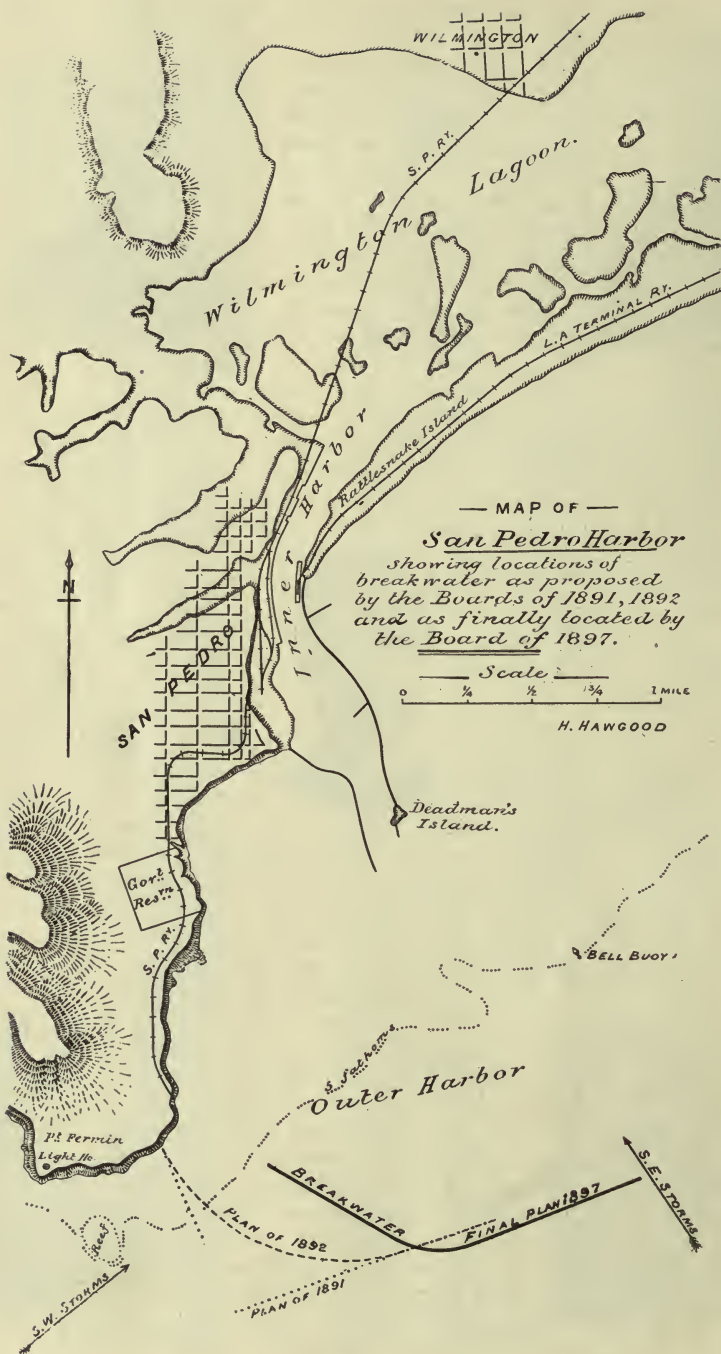 WILMINGTON
S. P. RY.
Wilmington Lagoon.
L.A TERMINAL RY.
Rattlesnake Island
Inner Harbor
— MAP OF —
San Pedro Harbor
showing locations of
breakwater as proposed
by the Boards of 1891, 1892
and as finally located by
the Board of 1897.
Scale
0 ¼ ½ 1¾ 1 MILE
H. HAWGOOD
N
SAN PEDRO
Deadman's
Island.
Gov't
Res'n
S. P. RY.
BELL BUOY
5 fathoms
Outer Harbor
Pt. Fermin
Light Ho.
Reef
S.W. STORMS
PLAN OF 1892
PLAN OF 1891
BREAKWATER
FINAL PLAN 1897
S.E. STORMS